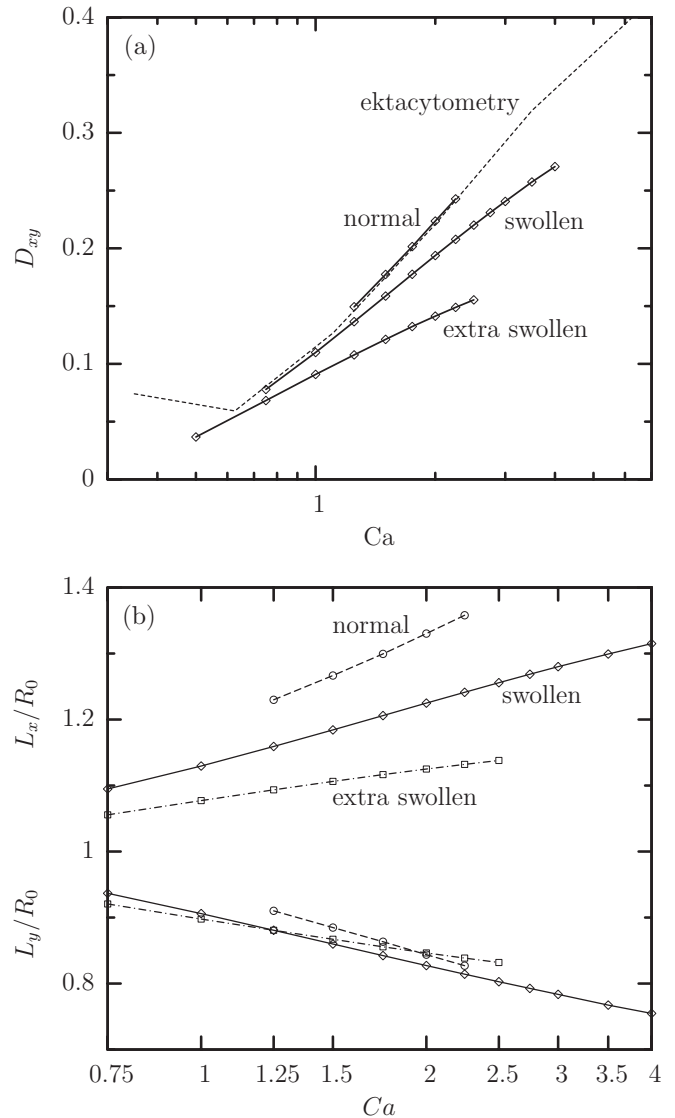 0.4
(a)
ektacytometry
0.3
normal
swollen
0.2
D_{xy}
extra swollen
0.1
0
1
Ca
1.4
(b)
normal
L_x/R_0
swollen
1.2
extra swollen
1
L_y/R_0
0.8
0.75 1 1.25 1.5 2 2.5 3 3.5 4
Ca